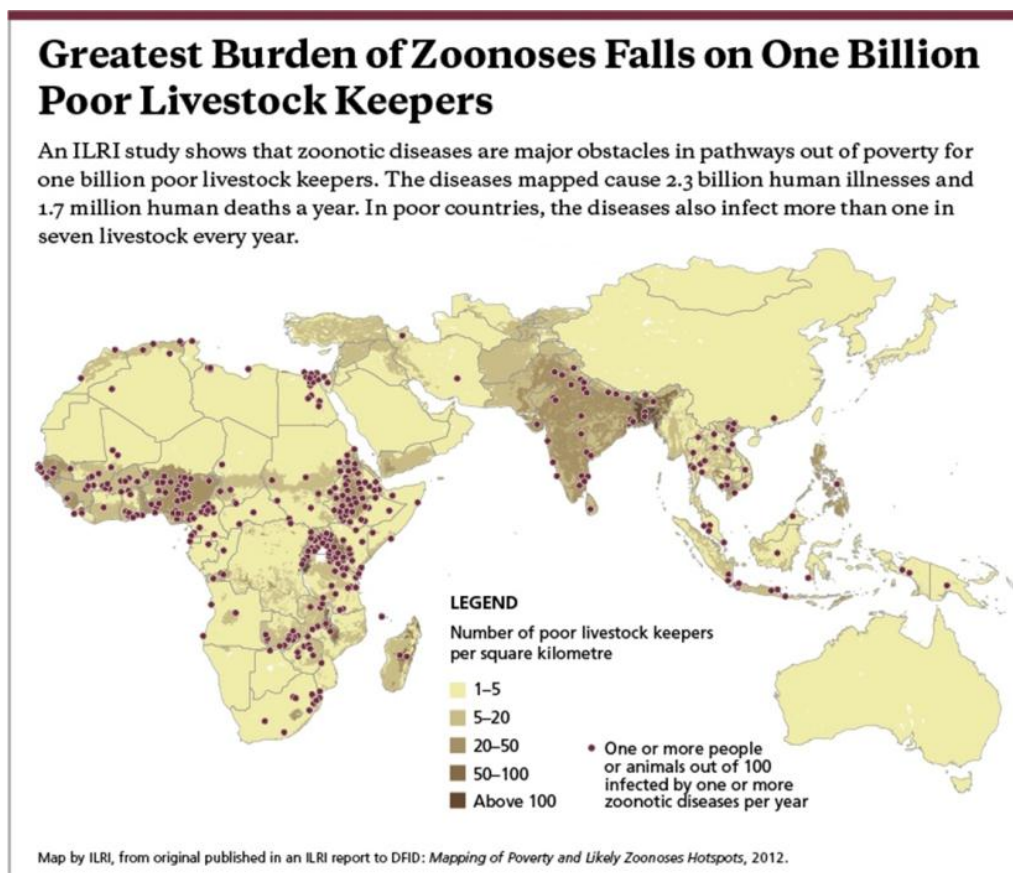 Greatest Burden of Zoonoses Falls on One Billion
Poor Livestock Keepers
An ILRI study shows that zoonotic diseases are major obstacles in pathways out of poverty for
one billion poor livestock keepers. The diseases mapped cause 2.3 billion human illnesses and
1.7 million human deaths a year. In poor countries, the diseases also infect more than one in
seven livestock every year.
LEGEND
Number of poor livestock keepers
per square kilometre
1–5
5–20
20–50
50–100
Above 100
One or more people
or animals out of 100
infected by one or more
zoonotic diseases per year
Map by ILRI, from original published in an ILRI report to DFID: Mapping of Poverty and Likely Zoonoses Hotspots, 2012.